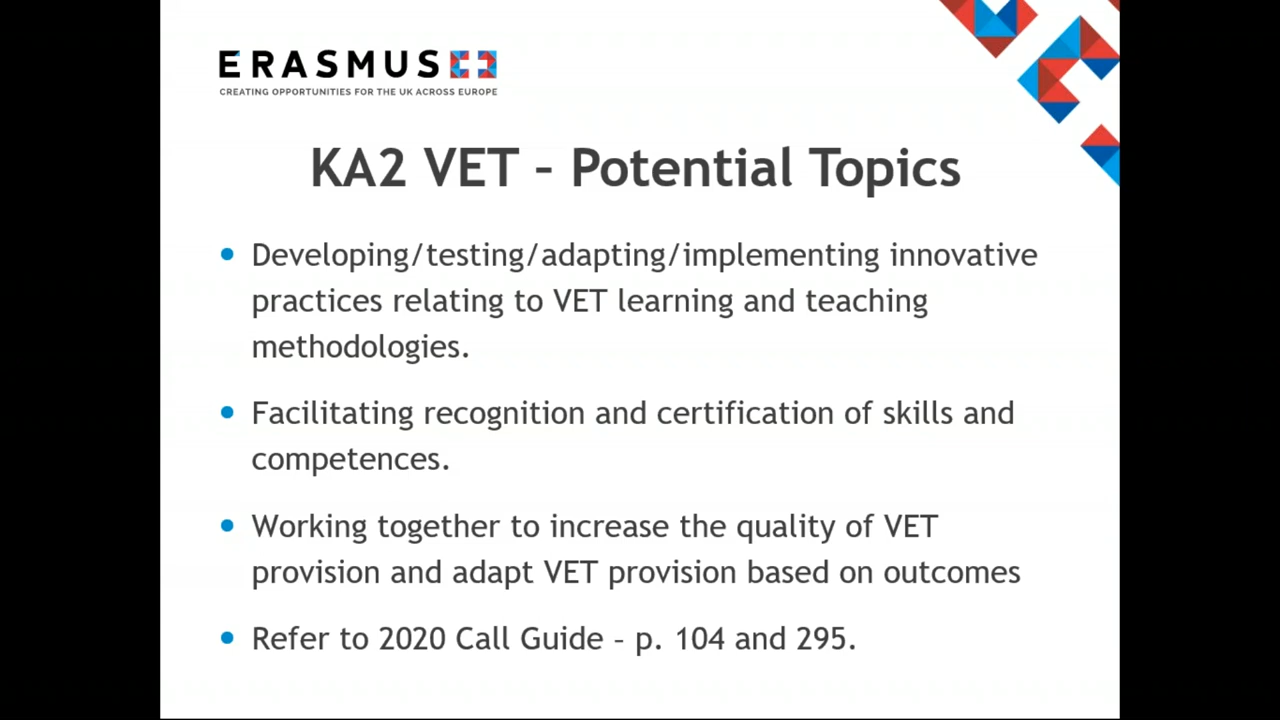 ERASMUS+
CREATING OPPORTUNITIES FOR THE UK ACROSS EUROPE
KA2 VET – Potential Topics
• Developing/testing/adapting/implementing innovative
practices relating to VET learning and teaching
methodologies.
• Facilitating recognition and certification of skills and
competences.
• Working together to increase the quality of VET
provision and adapt VET provision based on outcomes
• Refer to 2020 Call Guide – p. 104 and 295.